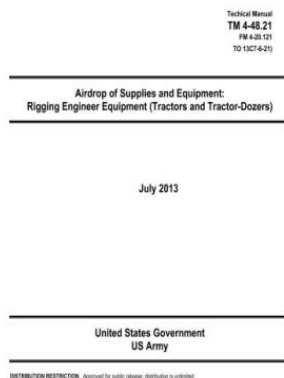 Techical Manual
TM 4-48.21
FM 4-20.121
TO 13C7-6-21)
Airdrop of Supplies and Equipment:
Rigging Engineer Equipment (Tractors and Tractor-Dozers)
July 2013
United States Government
US Army
DISTRIBUTION RESTRICTION: Approved for public release; distribution is unlimited